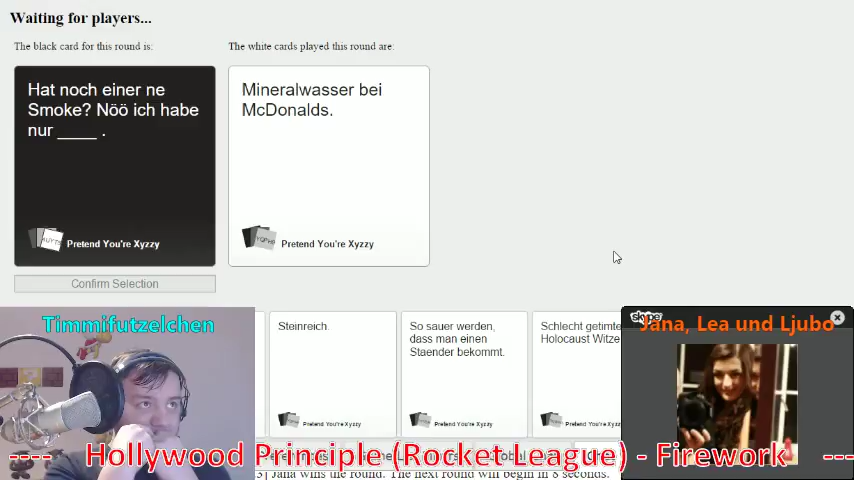 Waiting for players...
The black card for this round is:
The white cards played this round are:
Hat noch einer ne
Smoke? Nöö ich habe
nur ____ .
Pretend You're Xyzzy
Mineralwasser bei
McDonalds.
Pretend You're Xyzzy
Confirm Selection
Timmifutzelchen
Steinreich.
Pretend You're Xyzzy
So sauer werden,
dass man einen
Staender bekommt.
Pretend You're Xyzzy
Schlecht getimte
Holocaust Witze
Pretend You're Xyzzy
skype
Jana, Lea und Ljubo
---- Hollywood Principle (Rocket League) - Firework ---
Jana wins the round. The next round will begin in 8 seconds.